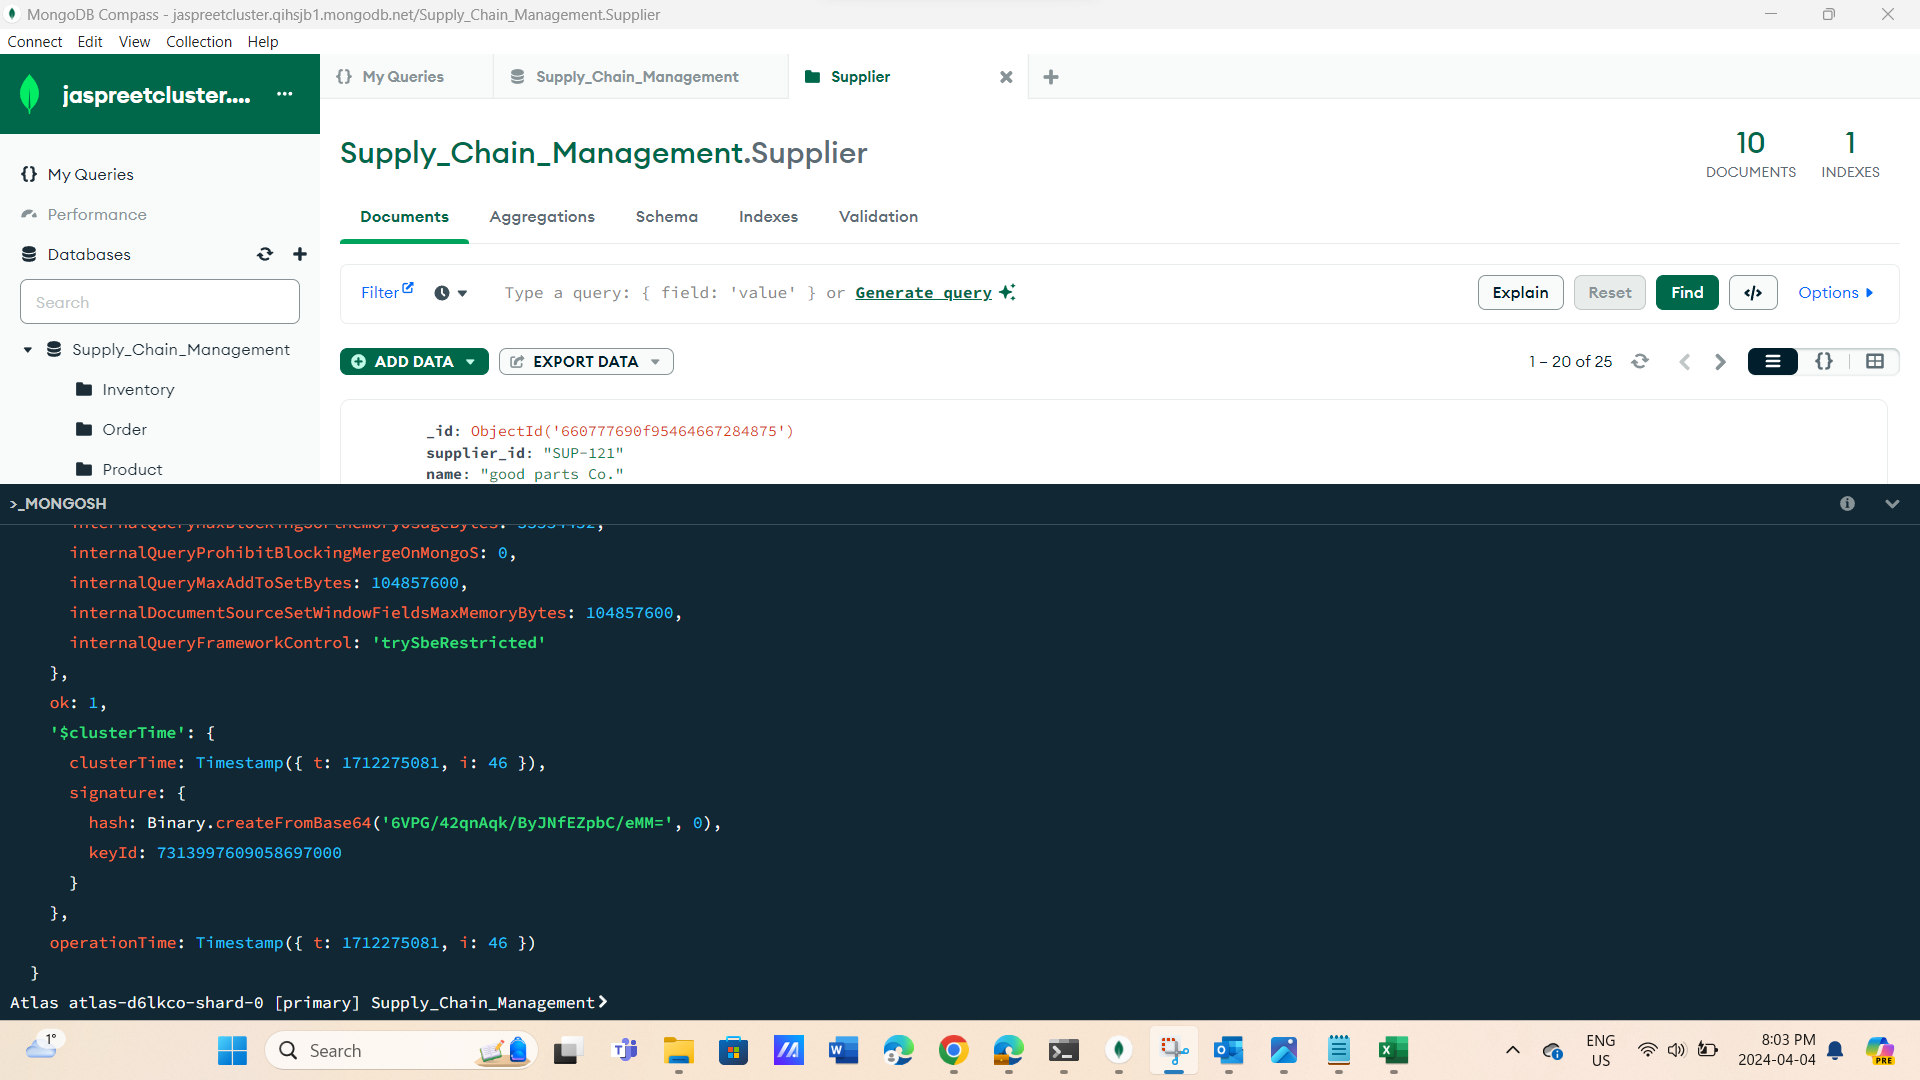 MongoDB Compass - jaspreetcluster.qihsjb1.mongodb.net/Supply_Chain_Management.Supplier
Connect Edit View Collection Help
jaspreetcluster.... ...
My Queries
Supply_Chain_Management
Supplier
My Queries
Performance
Databases
Search
Supply_Chain_Management
Inventory
Order
Product
Supply_Chain_Management.Supplier
10
DOCUMENTS
1
INDEXES
Documents Aggregations Schema Indexes Validation
Filter
Type a query: { field: 'value' } or Generate query
Explain Reset Find </> Options
ADD DATA EXPORT DATA
1 – 20 of 25
{}
_id: ObjectId('660777690f95464667284875')
supplier_id: "SUP-121"
name: "good parts Co."
>_MONGOSH
internalQueryMaxBlockingSortMemoryUsageBytes: 33554432,
internalQueryProhibitBlockingMergeOnMongoS: 0,
internalQueryMaxAddToSetBytes: 104857600,
internalDocumentSourceSetWindowFieldsMaxMemoryBytes: 104857600,
internalQueryFrameworkControl: 'trySbeRestricted'
},
ok: 1,
'$clusterTime': {
clusterTime: Timestamp({ t: 1712275081, i: 46 }),
signature: {
hash: Binary.createFromBase64('6VPG/42qnAqk/ByJNfEZpbC/eMM=', 0),
keyId: 7313997609058697000
}
},
operationTime: Timestamp({ t: 1712275081, i: 46 })
}
Atlas atlas-d6lkco-shard-0 [primary] Supply_Chain_Management>
1°
Search
ENG
US
8:03 PM
2024-04-04
PRE